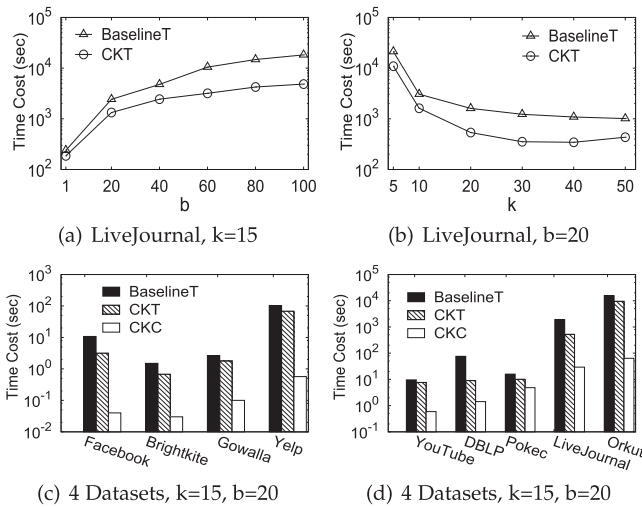 10^5
10^4
10^3
10^2
Time Cost (sec)
BaselineT
CKT
1 20 40 60 80 100
b
(a) LiveJournal, k=15
10^5
10^4
10^3
10^2
Time Cost (sec)
BaselineT
CKT
5 10 20 30 40 50
k
(b) LiveJournal, b=20
10^3
10^2
10^1
10^0
10^-1
10^-2
Time Cost (sec)
BaselineT
CKT
CKC
Facebook Brightkite Gowalla Yelp
(c) 4 Datasets, k=15, b=20
10^5
10^4
10^3
10^2
10^1
10^0
10^-1
Time Cost (sec)
BaselineT
CKT
CKC
YouTube DBLP Pokec LiveJournal Orkut
(d) 4 Datasets, k=15, b=20